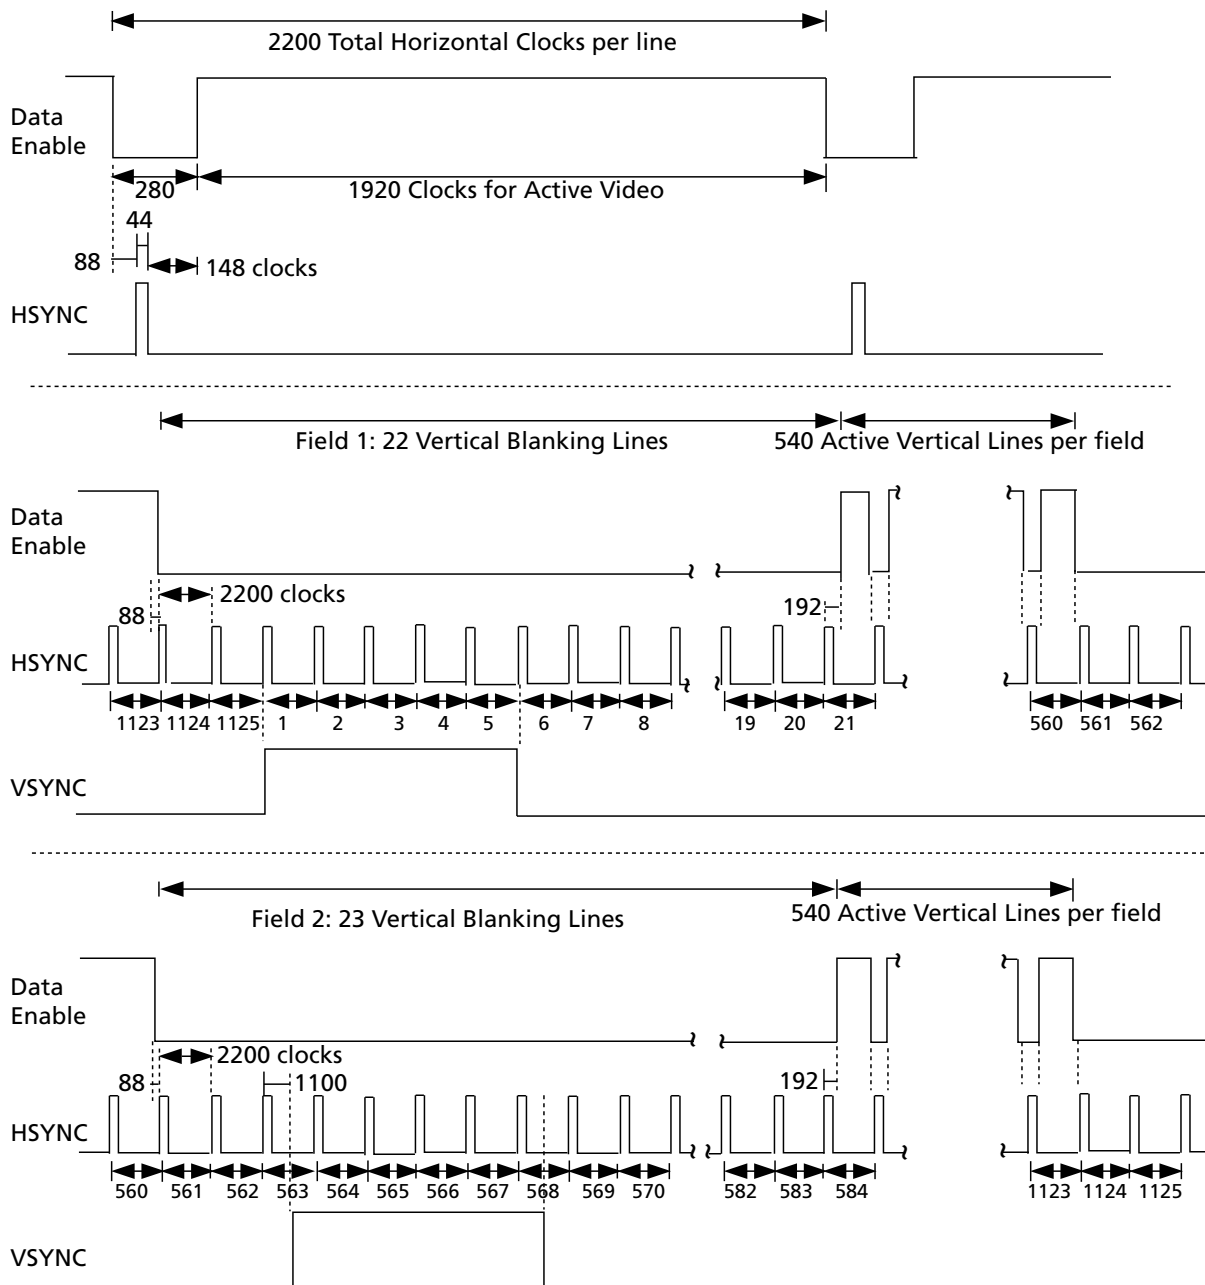 2200 Total Horizontal Clocks per line
Data
Enable
280
1920 Clocks for Active Video
44
88
148 clocks
HSYNC
Field 1: 22 Vertical Blanking Lines
540 Active Vertical Lines per field
Data
Enable
2200 clocks
88
192
HSYNC
1123 1124 1125 1 2 3 4 5 6 7 8 19 20 21 560 561 562
VSYNC
Field 2: 23 Vertical Blanking Lines
540 Active Vertical Lines per field
Data
Enable
2200 clocks
88
1100
192
HSYNC
560 561 562 563 564 565 566 567 568 569 570 582 583 584 1123 1124 1125
VSYNC